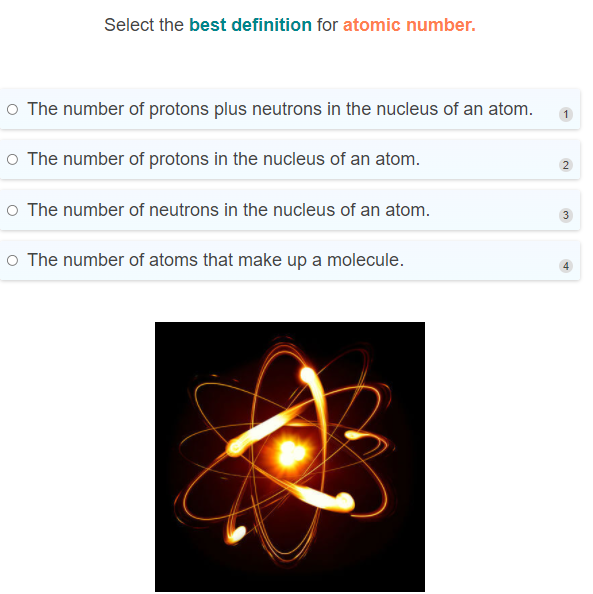 Select the best definition for atomic number.
The number of protons plus neutrons in the nucleus of an atom. 1
The number of protons in the nucleus of an atom. 2
The number of neutrons in the nucleus of an atom. 3
The number of atoms that make up a molecule. 4